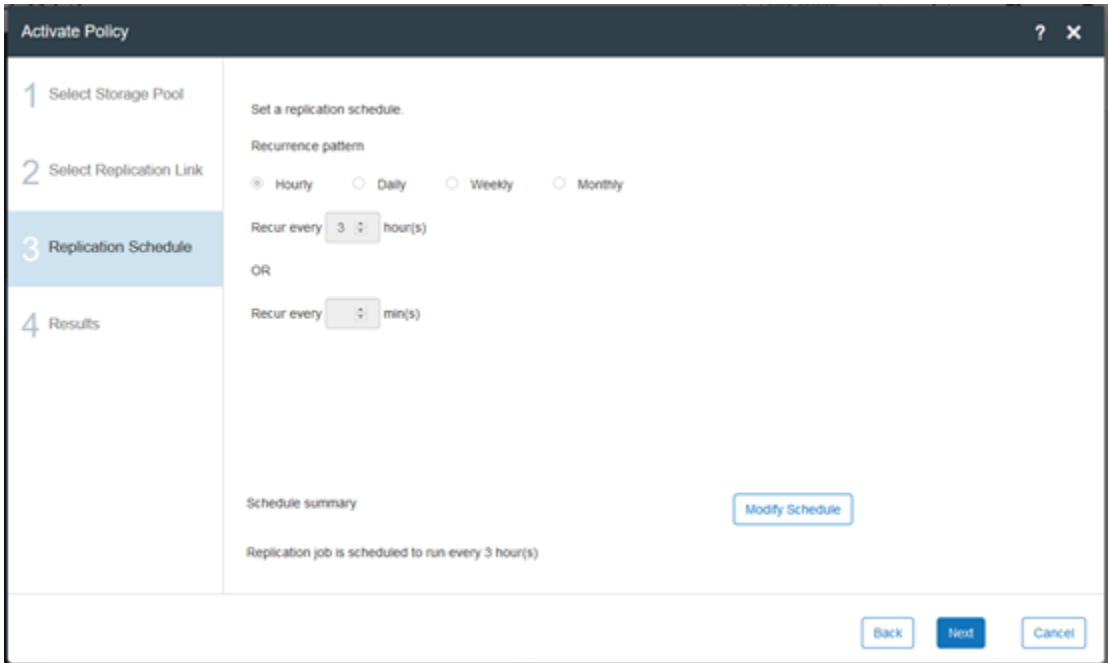 Activate Policy ?
1 Select Storage Pool
2 Select Replication Link
3 Replication Schedule
4 Results
Set a replication schedule.
Recurrence pattern
Hourly Daily Weekly Monthly
Recur every 3 hour(s)
OR
Recur every min(s)
Schedule summary Modify Schedule
Replication job is scheduled to run every 3 hour(s)
Back Next Cancel